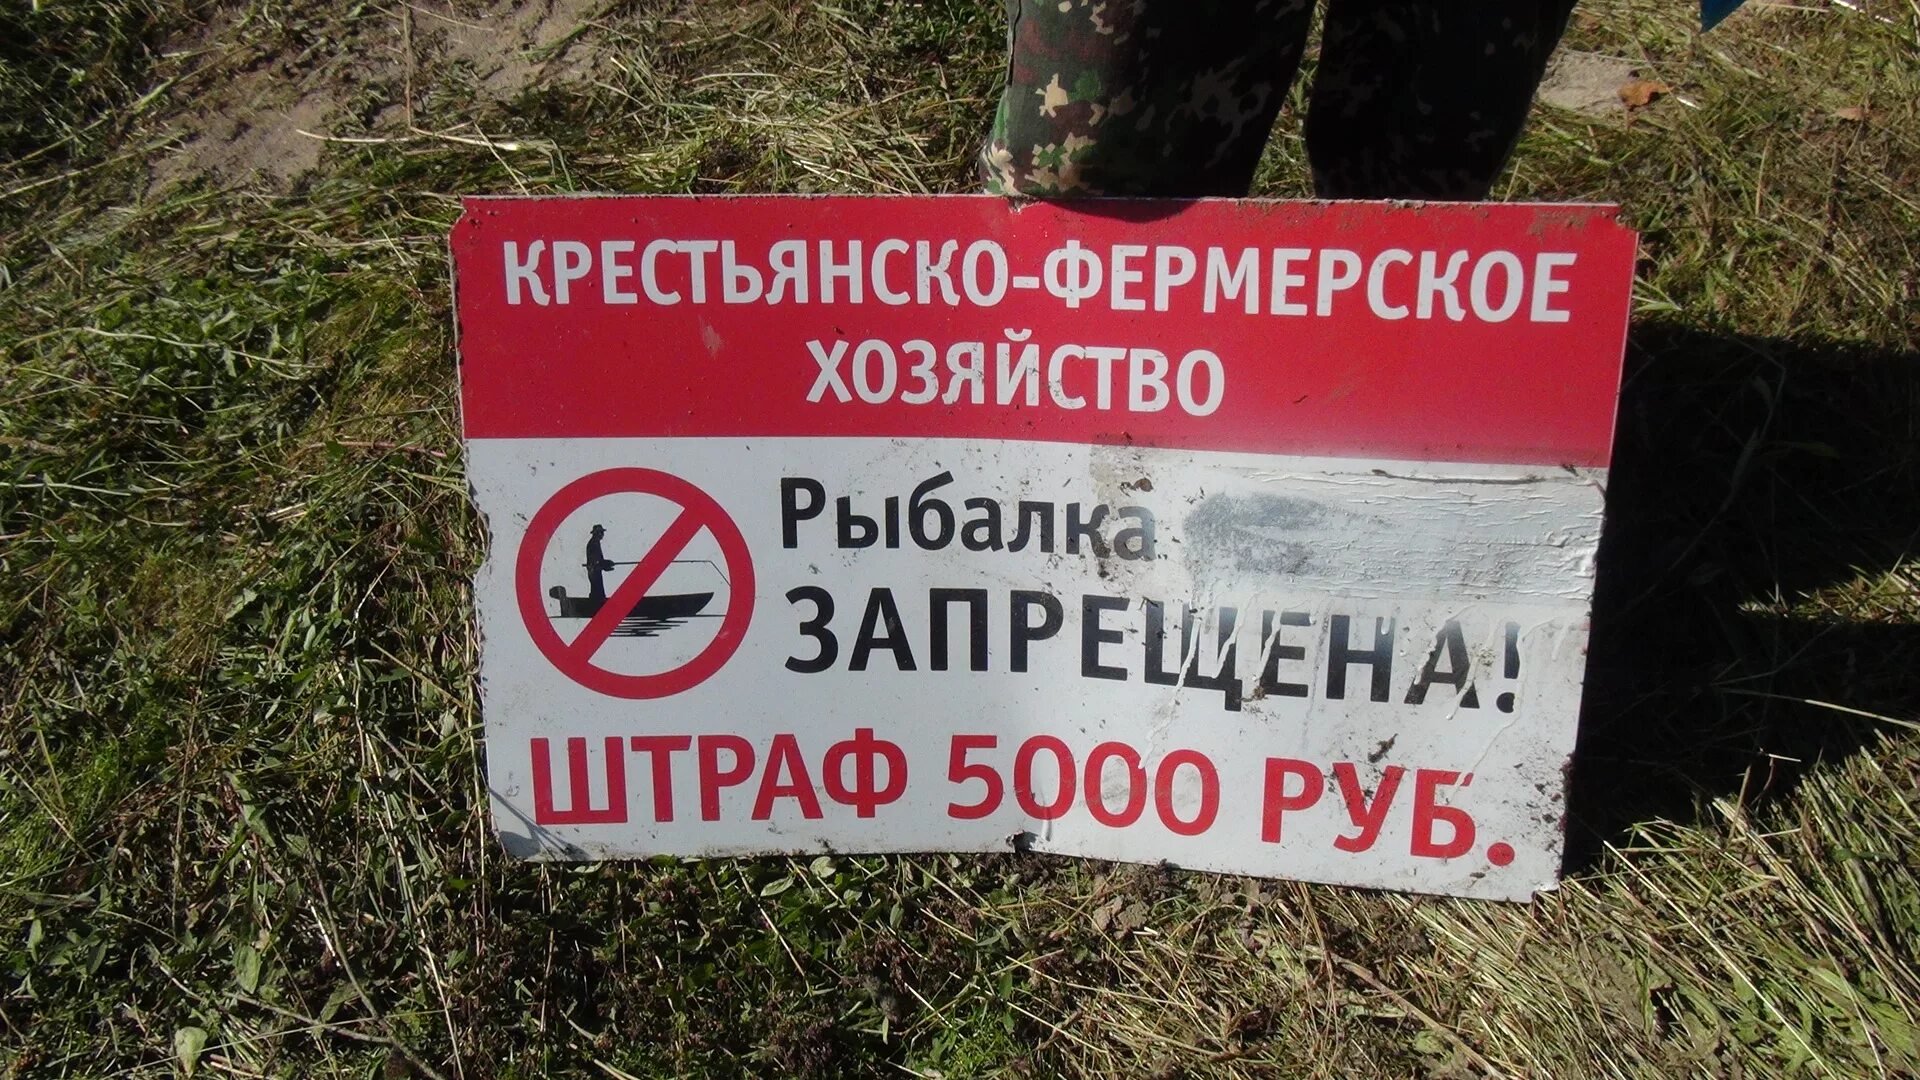 КРЕСТЬЯНСКО-ФЕРМЕРСКОЕ
ХОЗЯЙСТВО
Рыбалка
ЗАПРЕЩЕНА!
ШТРАФ 5000 РУБ.